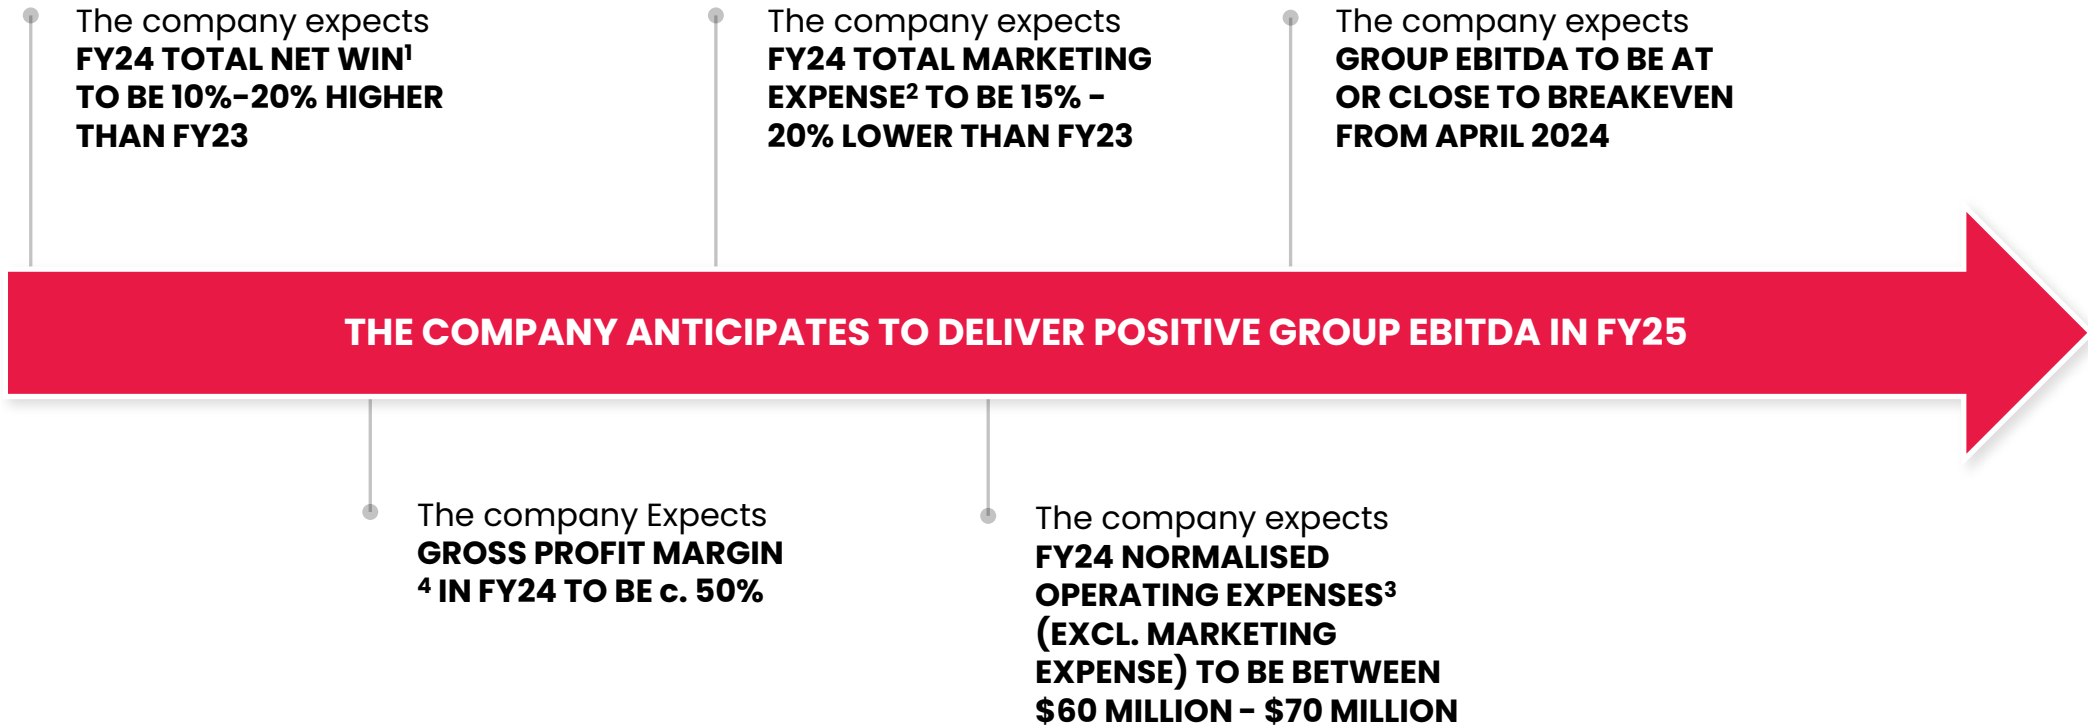 The company expects
FY24 TOTAL NET WIN¹
TO BE 10%-20% HIGHER
THAN FY23
The company expects
FY24 TOTAL MARKETING
EXPENSE² TO BE 15% -
20% LOWER THAN FY23
The company expects
GROUP EBITDA TO BE AT
OR CLOSE TO BREAKEVEN
FROM APRIL 2024
THE COMPANY ANTICIPATES TO DELIVER POSITIVE GROUP EBITDA IN FY25
The company Expects
GROSS PROFIT MARGIN
⁴ IN FY24 TO BE c. 50%
The company expects
FY24 NORMALISED
OPERATING EXPENSES³
(EXCL. MARKETING
EXPENSE) TO BE BETWEEN
$60 MILLION - $70 MILLION